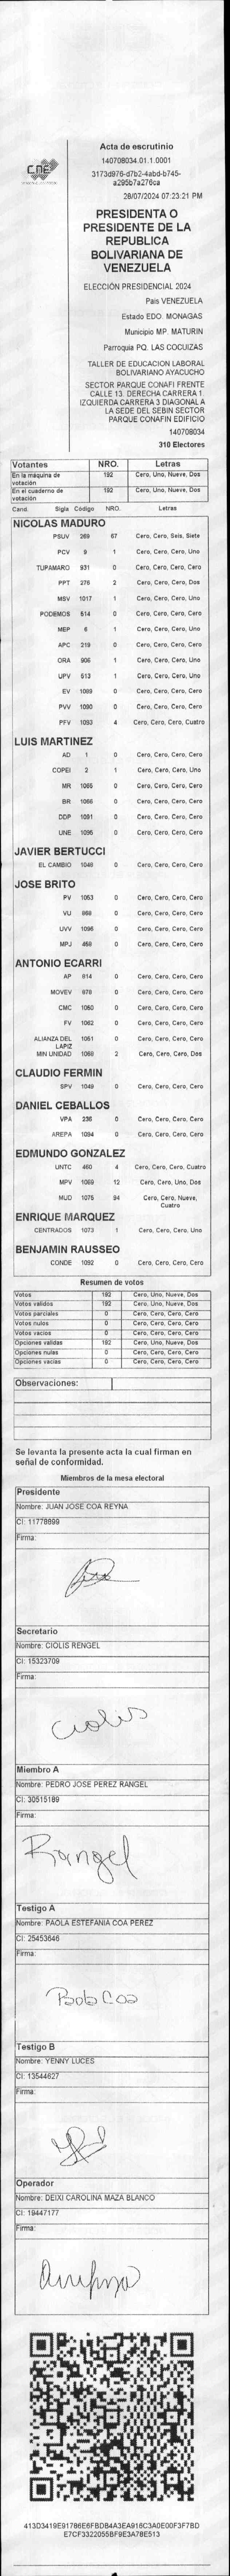 CNE
Acta de escrutinio
140708034.01.1.0001
3173d976-d7b2-4abd-b745-
a295b7a276ca
28/07/2024 07:23:21 PM
PRESIDENTA O
PRESIDENTE DE LA
REPUBLICA
BOLIVARIANA DE
VENEZUELA
ELECCIÓN PRESIDENCIAL 2024
Pais VENEZUELA
Estado EDO. MONAGAS
Municipio MP. MATURIN
Parroquia PQ. LAS COCUIZAS
TALLER DE EDUCACION LABORAL
BOLIVARIANO AYACUCHO
SECTOR PARQUE CONAFI FRENTE
CALLE 13. DERECHA CARRERA 1.
IZQUIERDA CARRERA 3 DIAGONAL A
LA SEDE DEL SEBIN SECTOR
PARQUE CONAFIN EDIFICIO
140708034
310 Electores
Votantes NRO. Letras
En la máquina de votación 192 Cero, Uno, Nueve, Dos
En el cuaderno de votación 192 Cero, Uno, Nueve, Dos
Cand. Sigla Código NRO. Letras
NICOLAS MADURO
PSUV 269 67 Cero, Cero, Seis, Siete
PCV 9 1 Cero, Cero, Cero, Uno
TUPAMARO 931 0 Cero, Cero, Cero, Cero
PPT 276 2 Cero, Cero, Cero, Dos
MSV 1017 1 Cero, Cero, Cero, Uno
PODEMOS 514 0 Cero, Cero, Cero, Cero
MEP 6 1 Cero, Cero, Cero, Uno
APC 219 0 Cero, Cero, Cero, Cero
ORA 906 1 Cero, Cero, Cero, Uno
UPV 513 1 Cero, Cero, Cero, Uno
EV 1089 0 Cero, Cero, Cero, Cero
PVV 1090 0 Cero, Cero, Cero, Cero
PFV 1093 4 Cero, Cero, Cero, Cuatro
LUIS MARTINEZ
AD 1 0 Cero, Cero, Cero, Cero
COPEI 2 1 Cero, Cero, Cero, Uno
MR 1065 0 Cero, Cero, Cero, Cero
BR 1066 0 Cero, Cero, Cero, Cero
DDP 1091 0 Cero, Cero, Cero, Cero
UNE 1095 0 Cero, Cero, Cero, Cero
JAVIER BERTUCCI
EL CAMBIO 1048 0 Cero, Cero, Cero, Cero
JOSE BRITO
PV 1053 0 Cero, Cero, Cero, Cero
VU 868 0 Cero, Cero, Cero, Cero
UVV 1096 0 Cero, Cero, Cero, Cero
MPJ 458 0 Cero, Cero, Cero, Cero
ANTONIO ECARRI
AP 814 0 Cero, Cero, Cero, Cero
MOVEV 878 0 Cero, Cero, Cero, Cero
CMC 1050 0 Cero, Cero, Cero, Cero
FV 1062 0 Cero, Cero, Cero, Cero
ALIANZA DEL LAPIZ 1051 0 Cero, Cero, Cero, Cero
MIN UNIDAD 1068 2 Cero, Cero, Cero, Dos
CLAUDIO FERMIN
SPV 1049 0 Cero, Cero, Cero, Cero
DANIEL CEBALLOS
VPA 236 0 Cero, Cero, Cero, Cero
AREPA 1094 0 Cero, Cero, Cero, Cero
EDMUNDO GONZALEZ
UNTC 460 4 Cero, Cero, Cero, Cuatro
MPV 1069 12 Cero, Cero, Uno, Dos
MUD 1075 94 Cero, Cero, Nueve,
Cuatro
ENRIQUE MARQUEZ
CENTRADOS 1073 1 Cero, Cero, Cero, Uno
BENJAMIN RAUSSEO
CONDE 1092 0 Cero, Cero, Cero, Cero
Resumen de votos
Votos 192 Cero, Uno, Nueve, Dos
Votos validos 192 Cero, Uno, Nueve, Dos
Votos parciales 0 Cero, Cero, Cero, Cero
Votos nulos 0 Cero, Cero, Cero, Cero
Votos vacios 0 Cero, Cero, Cero, Cero
Opciones validas 192 Cero, Uno, Nueve, Dos
Opciones nulas 0 Cero, Cero, Cero, Cero
Opciones vacias 0 Cero, Cero, Cero, Cero
Observaciones:
Se levanta la presente acta la cual firman en
señal de conformidad.
Miembros de la mesa electoral
Presidente
Nombre: JUAN JOSE COA REYNA
CI: 11778899
Firma:
Secretario
Nombre: CIOLIS RENGEL
CI: 15323709
Firma:
Ciolis
Miembro A
Nombre: PEDRO JOSE PEREZ RANGEL
CI: 30515189
Firma:
Rangel
Testigo A
Nombre: PAOLA ESTEFANIA COA PEREZ
CI: 25453646
Firma:
Coa
Testigo B
Nombre: YENNY LUCES
CI: 13544627
Firma:
Operador
Nombre: DEIXI CAROLINA MAZA BLANCO
CI: 19447177
Firma:
413D3419E91786E6FBDB4A3EA916C3A0E00F3F7BD
E7CF3322055BF9E3A78E513